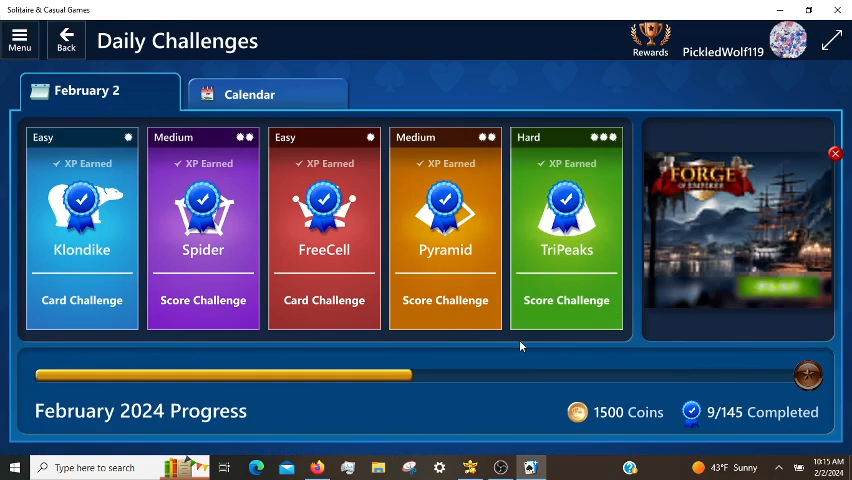 Solitaire & Casual Games
Menu
Back
Daily Challenges
Rewards
PickledWolf119
February 2
Calendar
Easy
XP Earned
Klondike
Card Challenge
Medium
XP Earned
Spider
Score Challenge
Easy
XP Earned
FreeCell
Card Challenge
Medium
XP Earned
Pyramid
Score Challenge
Hard
XP Earned
TriPeaks
Score Challenge
FORGE
OF EMPIRES
February 2024 Progress
1500 Coins
9/145 Completed
Type here to search
43°F Sunny
10:15 AM
2/2/2024